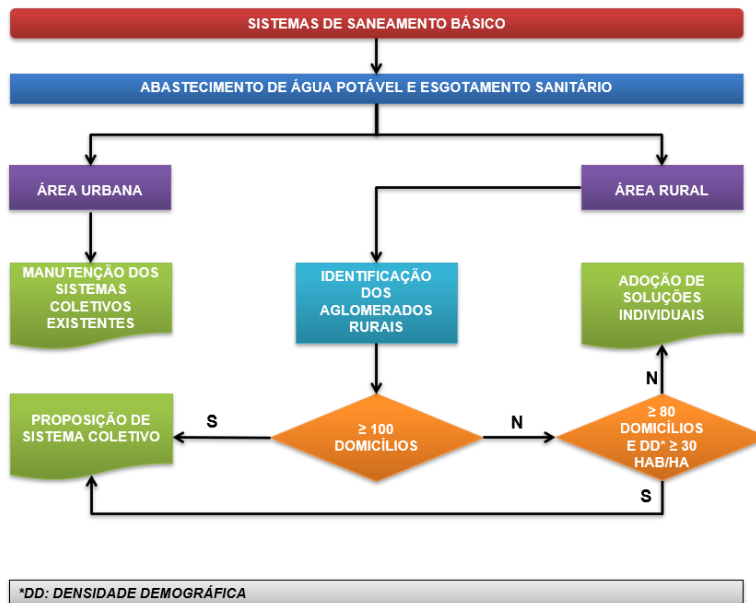 SISTEMAS DE SANEAMENTO BÁSICO
ABASTECIMENTO DE ÁGUA POTÁVEL E ESGOTAMENTO SANITÁRIO
ÁREA URBANA
ÁREA RURAL
MANUTENÇÃO DOS
SISTEMAS
COLETIVOS
EXISTENTES
IDENTIFICAÇÃO
DOS
AGLOMERADOS
RURAIS
ADOÇÃO DE
SOLUÇÕES
INDIVIDUAIS
PROPOSIÇÃO DE
SISTEMA COLETIVO
S
≥ 100
DOMICÍLIOS
N
N
≥ 80
DOMICÍLIOS
E DD* ≥ 30
HAB/HA
S
*DD: DENSIDADE DEMOGRÁFICA